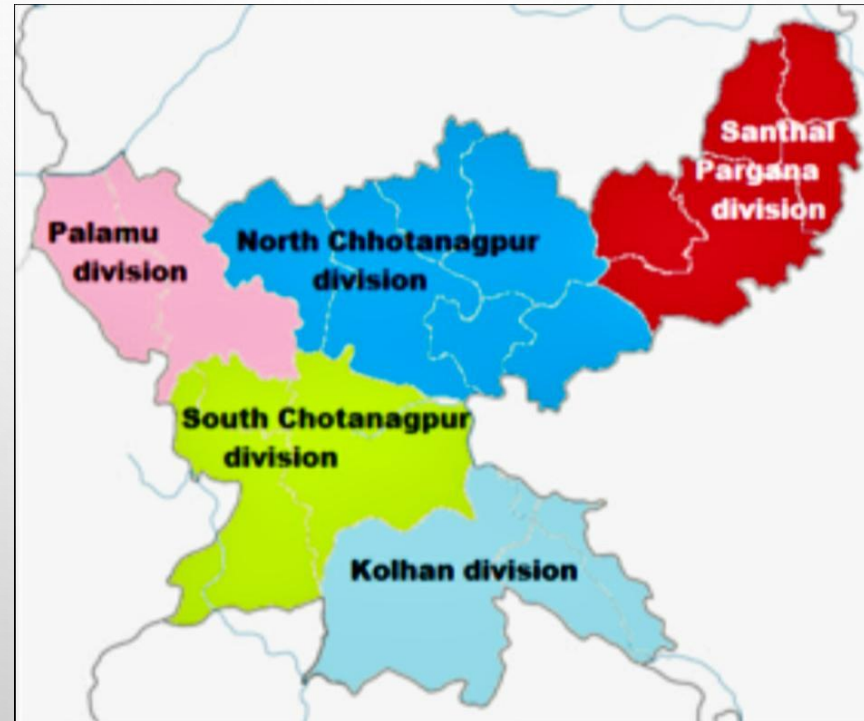 Santhal
Pargana
division
Palamu
division
North Chhotanagpur
division
South Chotanagpur
division
Kolhan division